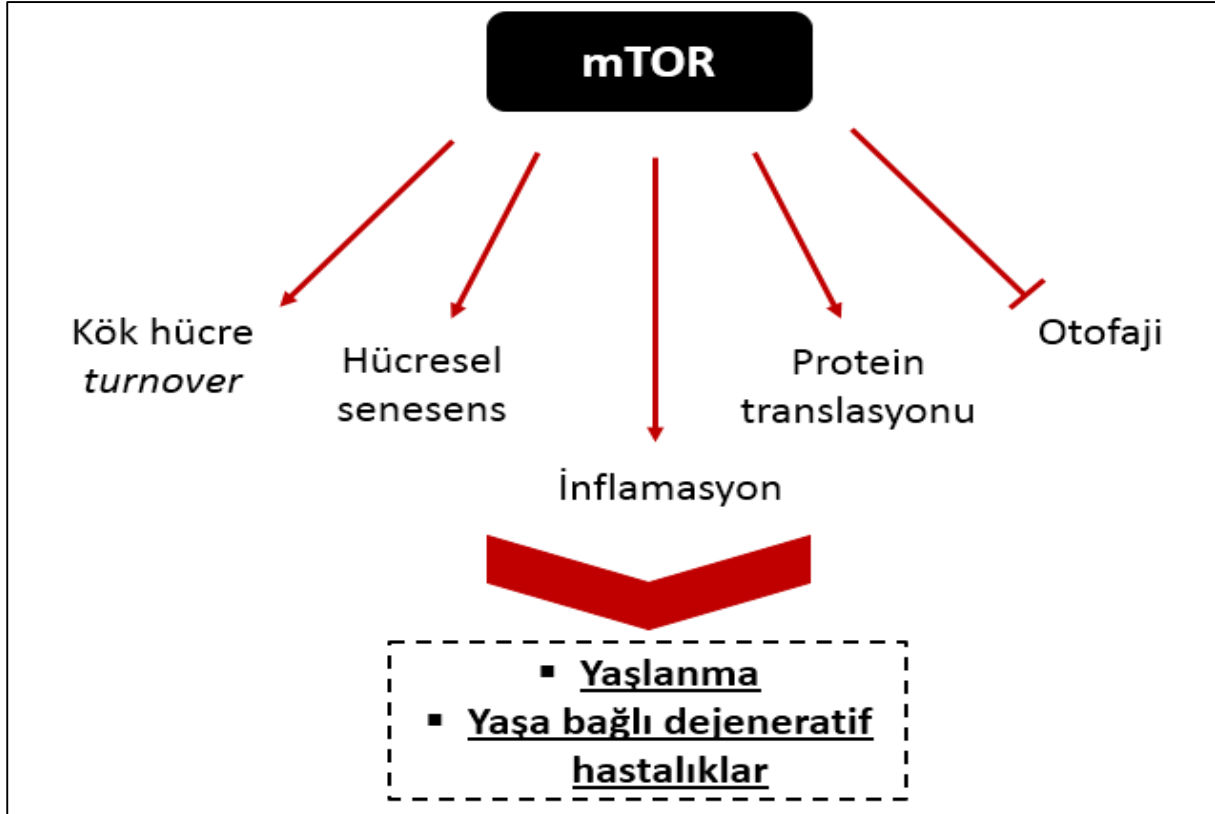 mTOR
Kök hücre
turnover
Hücresel
senesens
İnflamasyon
Protein
translasyonu
Otofaji
▪ Yaşlanma
▪ Yaşa bağlı dejeneratif
hastalıklar